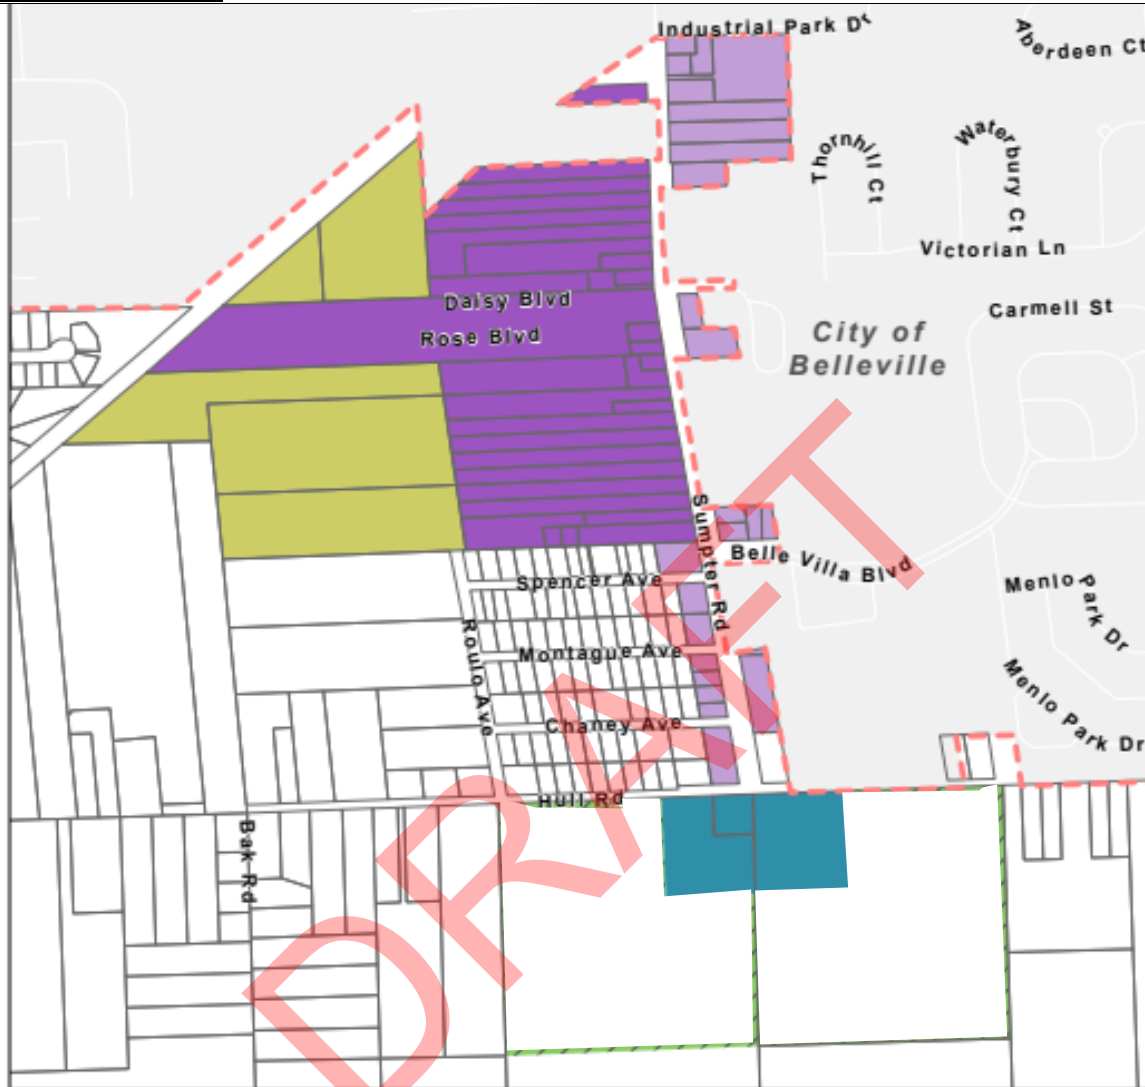 Industrial Park Dr
Aberdeen Ct
Thornhill Ct
Waterbury Ct
Victorian Ln
Daisy Blvd
Carmell St
Rose Blvd
City of
Belleville
Sumpter Rd
Belle Villa Blvd
Spencer Ave
Menlo Park Dr
Roulo Ave
Montague Ave
Menlo Park Dr
Chaney Ave
Hull Rd
Bak Rd
DRAFT